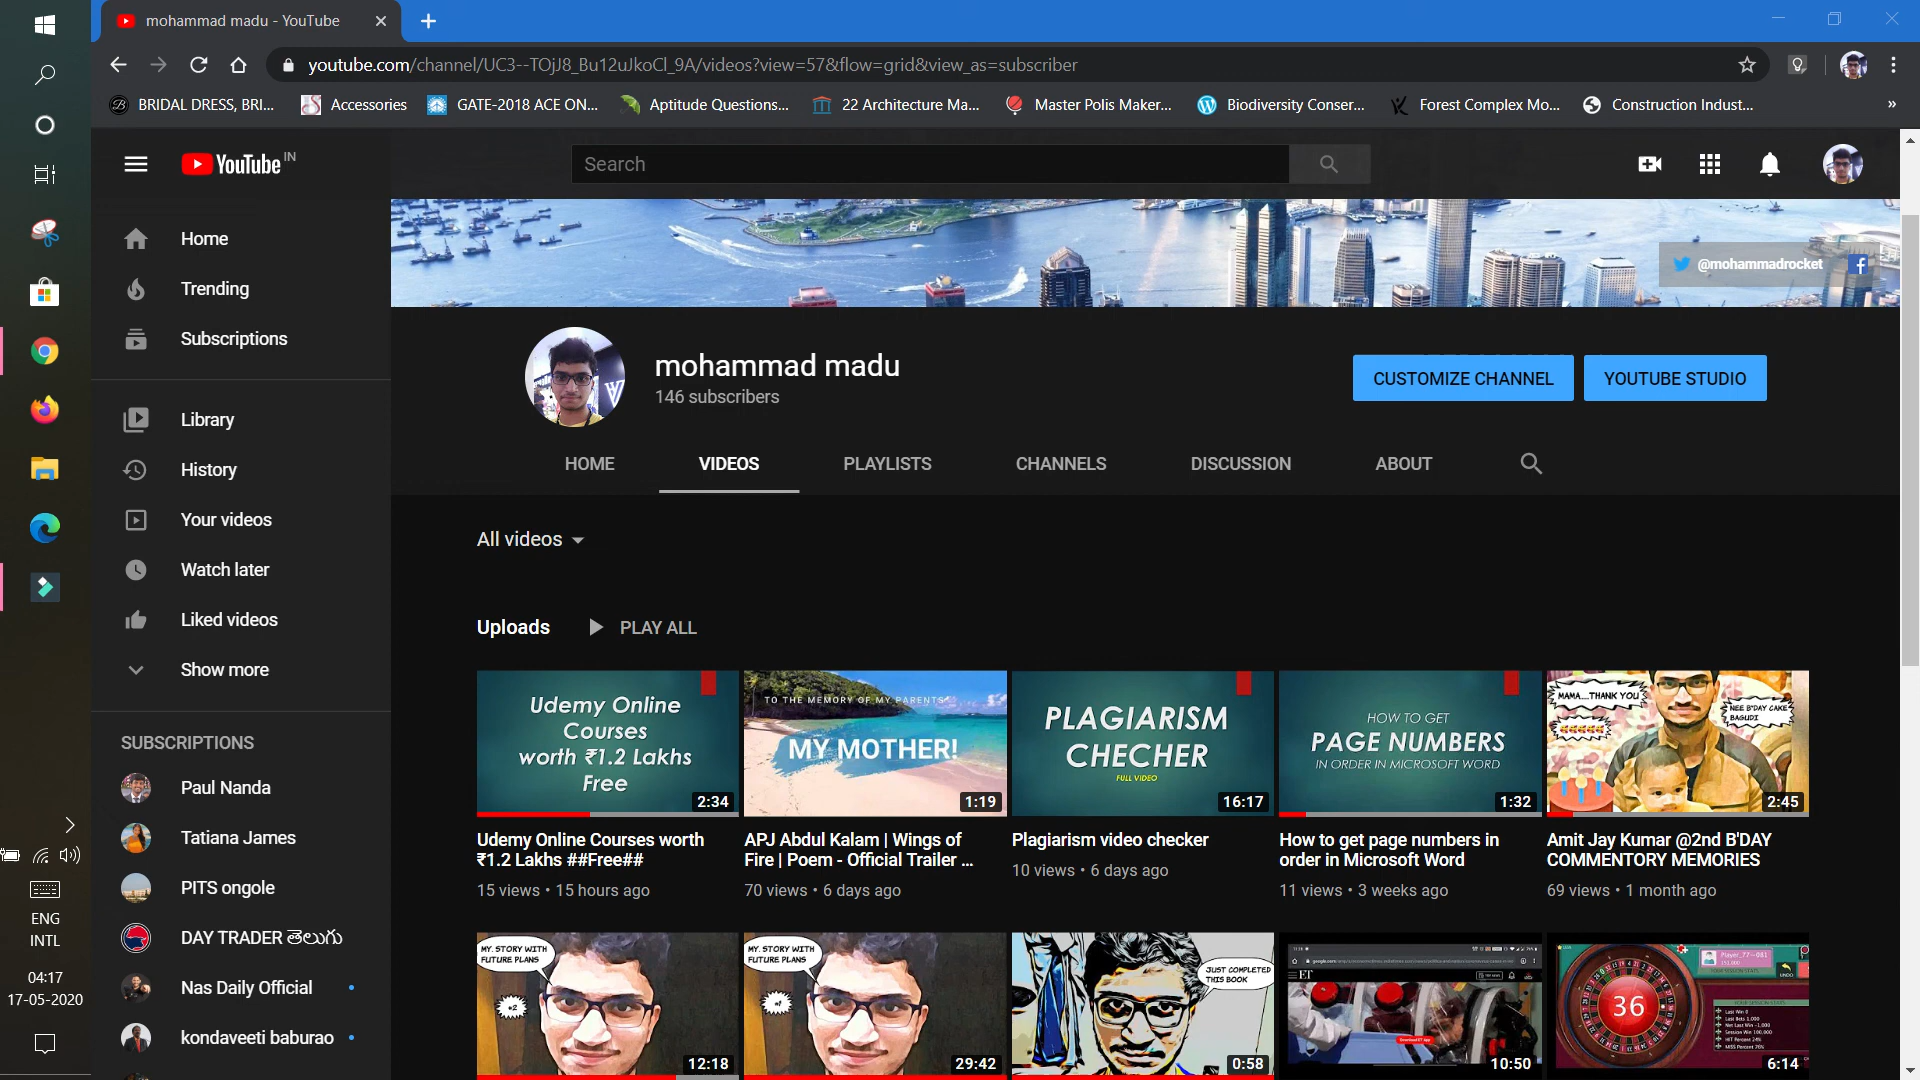 mohammad madu - YouTube
youtube.com/channel/UC3--TOjJ8_Bu12uJkoCl_9A/videos?view=57&flow=grid&view_as=subscriber
BRIDAL DRESS, BRI...
Accessories
GATE-2018 ACE ON...
Aptitude Questions...
22 Architecture Ma...
Master Polis Maker...
Biodiversity Conser...
Forest Complex Mo...
Construction Indust...
YouTube IN
Search
@mohammadrocket
Home
Trending
Subscriptions
Library
History
Your videos
Watch later
Liked videos
Show more
SUBSCRIPTIONS
Paul Nanda
Tatiana James
PITS ongole
DAY TRADER తెలుగు
Nas Daily Official
kondaveeti baburao
mohammad madu
146 subscribers
CUSTOMIZE CHANNEL
YOUTUBE STUDIO
HOME
VIDEOS
PLAYLISTS
CHANNELS
DISCUSSION
ABOUT
All videos
Uploads
PLAY ALL
Udemy Online
Courses
worth ₹1.2 Lakhs
Free
2:34
Udemy Online Courses worth
₹1.2 Lakhs ##Free##
15 views • 15 hours ago
TO THE MEMORY OF MY PARENTS
MY MOTHER!
1:19
APJ Abdul Kalam | Wings of
Fire | Poem - Official Trailer ...
70 views • 6 days ago
PLAGIARISM
CHECHER
FULL VIDEO
16:17
Plagiarism video checker
10 views • 6 days ago
HOW TO GET
PAGE NUMBERS
IN ORDER IN MICROSOFT WORD
1:32
How to get page numbers in
order in Microsoft Word
11 views • 3 weeks ago
MAMA....THANK YOU
NEE B'DAY CAKE
BAGUDI
2:45
Amit Jay Kumar @2nd B'DAY
COMMENTORY MEMORIES
69 views • 1 month ago
MY. STORY WITH
FUTURE PLANS
#2
12:18
MY. STORY WITH
FUTURE PLANS
#1
29:42
JUST COMPLETED
THIS BOOK
0:58
ET
10:50
36
UNDO
6:14
ENG
INTL
04:17
17-05-2020